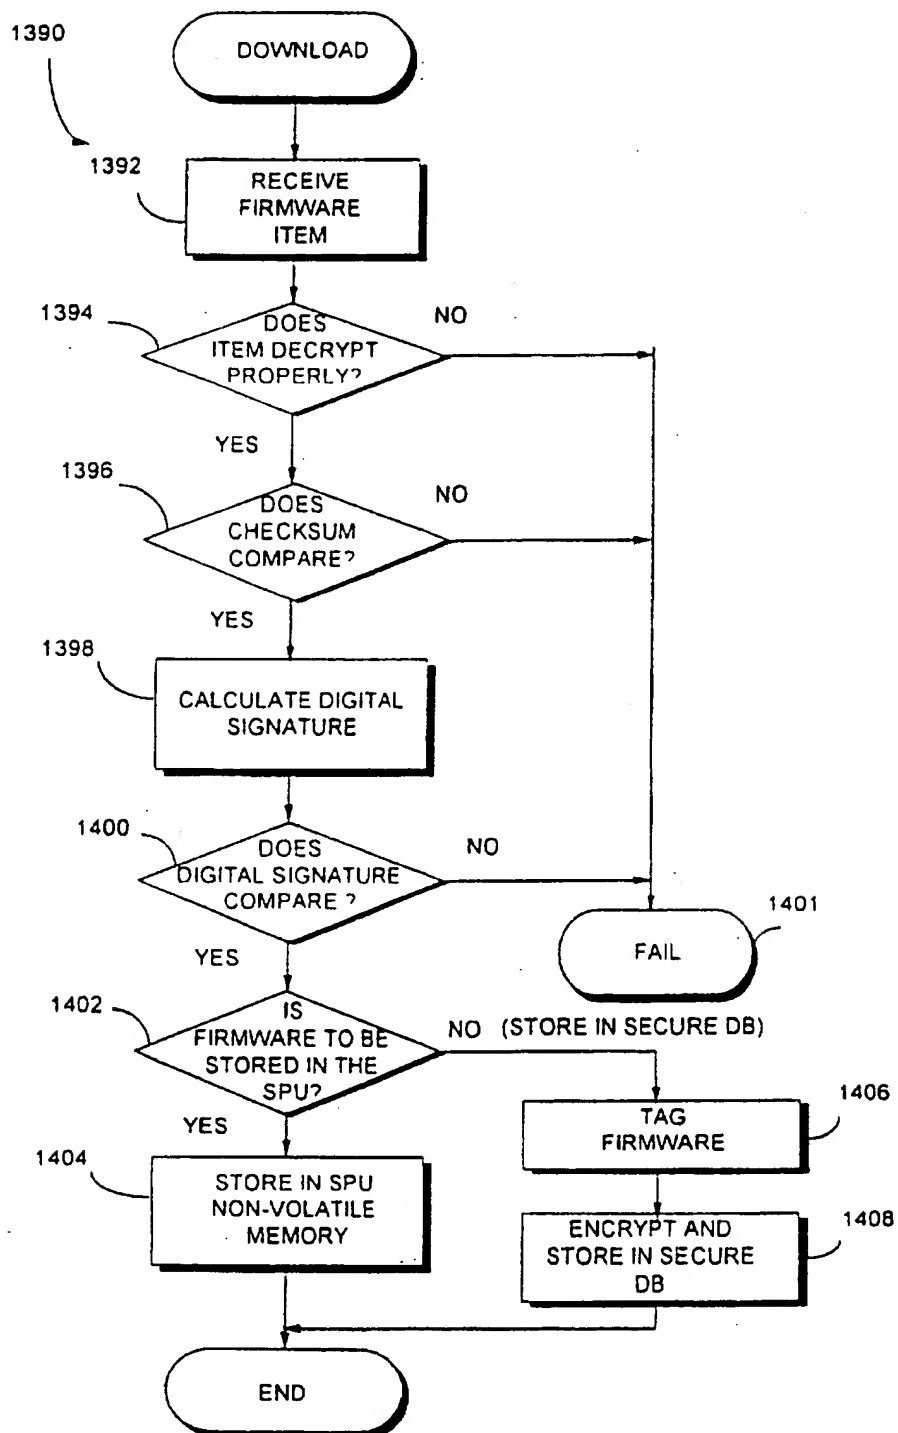 1390
DOWNLOAD
1392
RECEIVE
FIRMWARE
ITEM
1394
DOES
ITEM DECRYPT
PROPERLY?
NO
YES
1396
DOES
CHECKSUM
COMPARE?
NO
YES
1398
CALCULATE DIGITAL
SIGNATURE
1400
DOES
DIGITAL SIGNATURE
COMPARE ?
NO
YES
1401
FAIL
1402
IS
FIRMWARE TO BE
STORED IN THE
SPU?
NO (STORE IN SECURE DB)
YES
1406
TAG
FIRMWARE
1404
STORE IN SPU
NON-VOLATILE
MEMORY
1408
ENCRYPT AND
STORE IN SECURE
DB
END